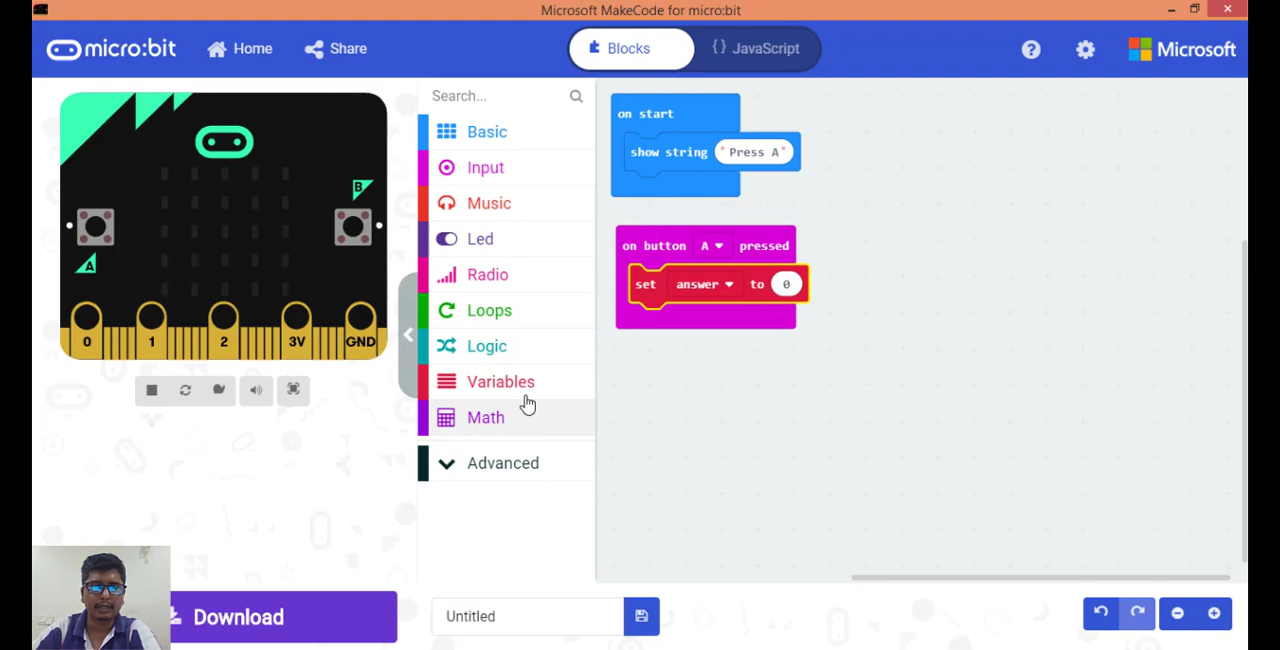 Microsoft MakeCode for micro:bit
micro:bit
Home
Share
Blocks
{} JavaScript
?
Microsoft
Search...
Basic
Input
Music
Led
Radio
Loops
Logic
Variables
Math
Advanced
on start
show string "Press A"
on button A pressed
set answer to 0
B
A
0 1 2 3V GND
Download
Untitled